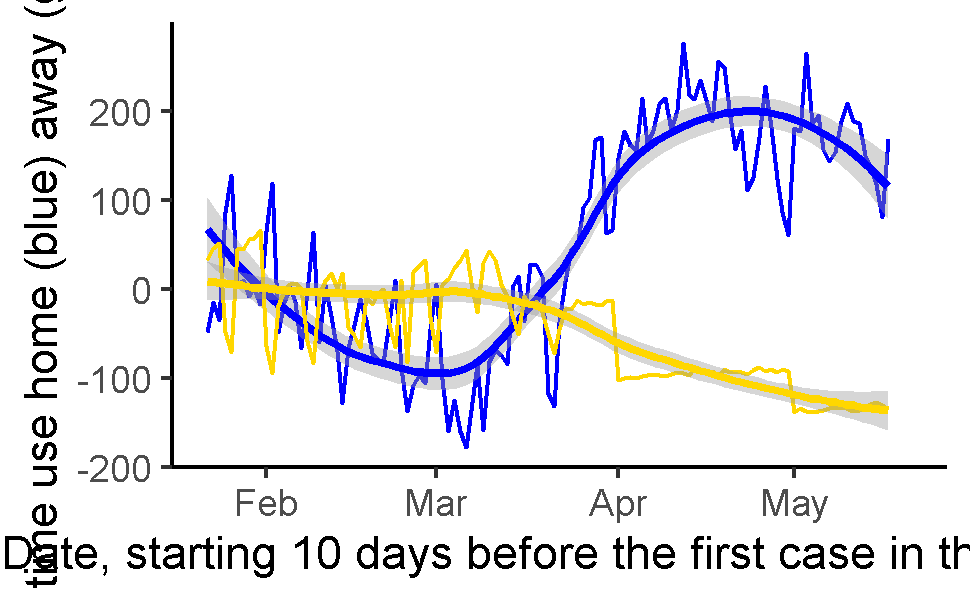 time use home (blue) away (
200
100
0
-100
-200
Feb Mar Apr May
Date, starting 10 days before the first case in th